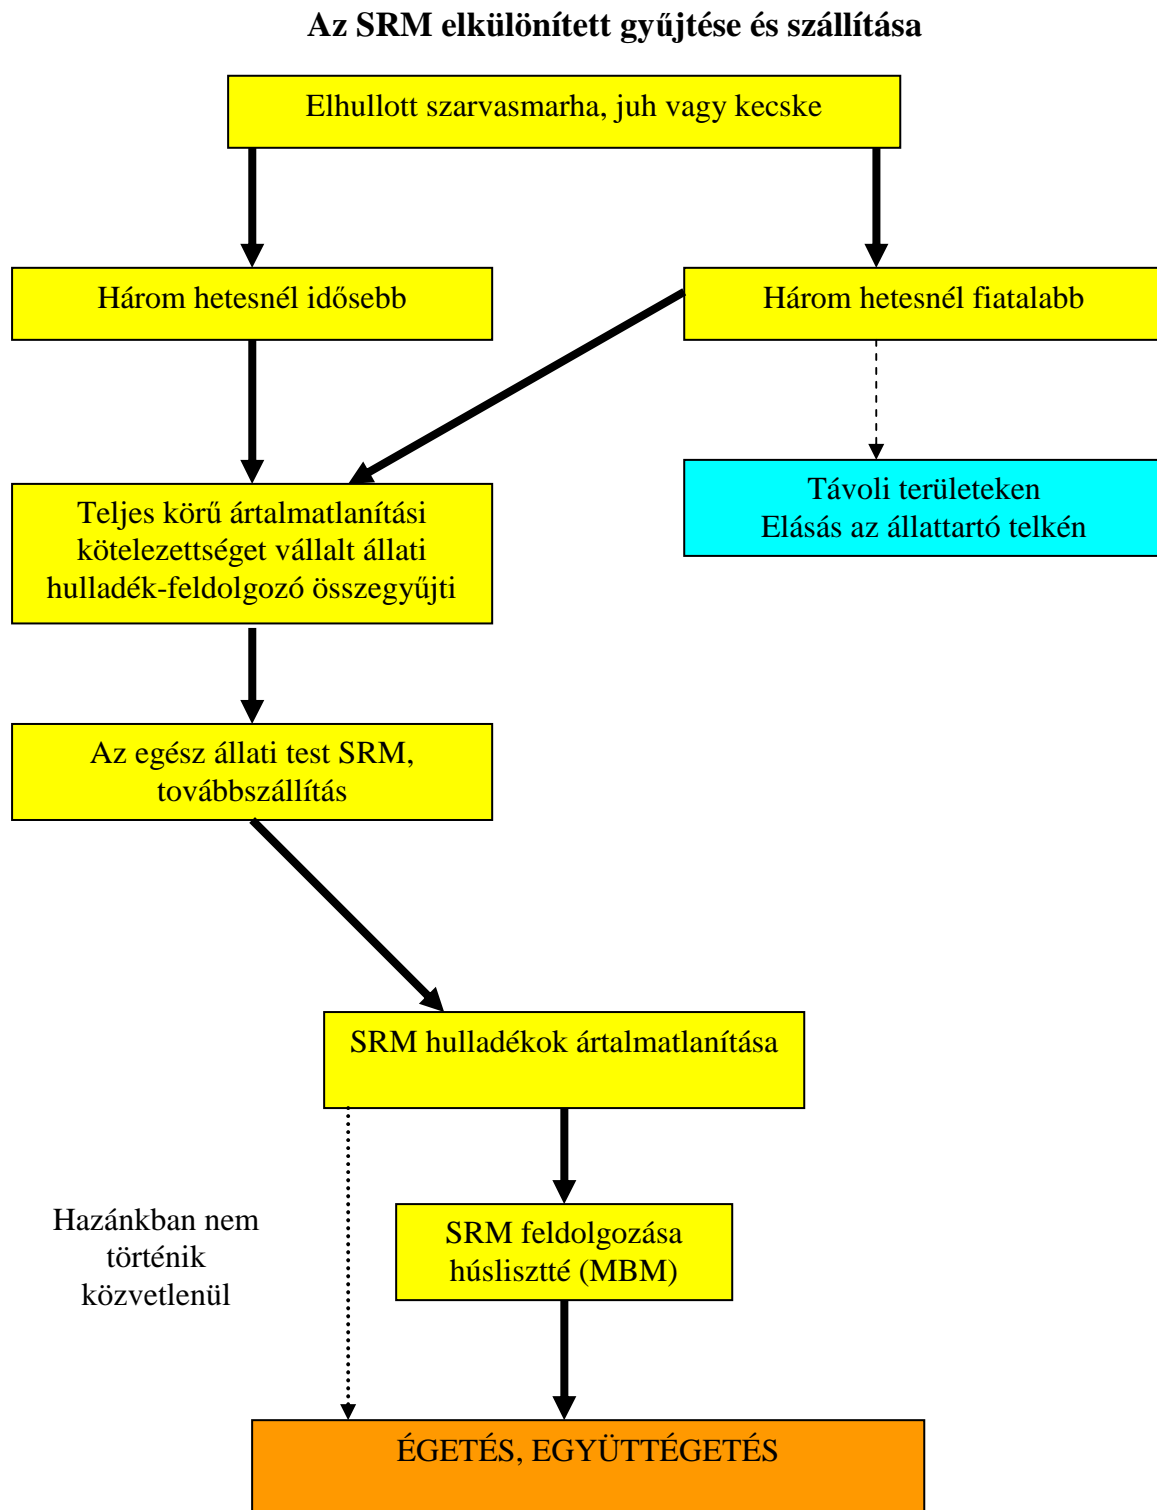 Az SRM elkülönített gyűjtése és szállítása
Elhullott szarvasmarha, juh vagy kecske
Három hetesnél idősebb
Három hetesnél fiatalabb
Távoli területeken
Elásás az állattartó telkén
Teljes körű ártalmatlanítási
kötelezettséget vállalt állati
hulladék-feldolgozó összegyűjti
Az egész állati test SRM,
továbbszállítás
SRM hulladékok ártalmatlanítása
Hazánkban nem
történik
közvetlenül
SRM feldolgozása
húslisztté (MBM)
ÉGETÉS, EGYÜTTÉGETÉS